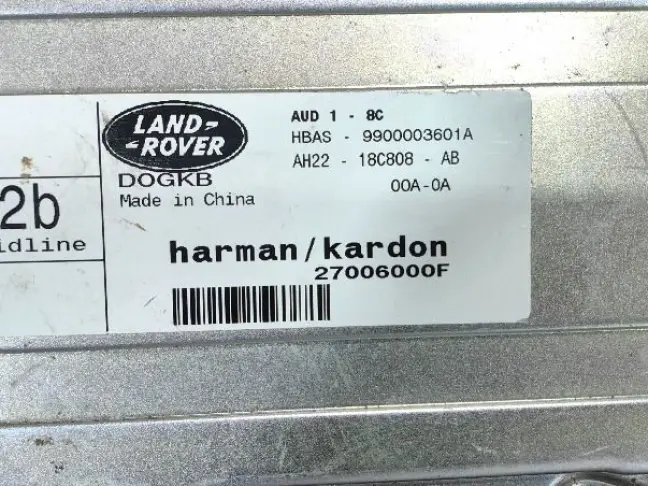 LAND-
-ROVER
DOGKB
Made in China
AUD 1 - 8C
HBAS - 9900003601A
AH22 - 18C808 - AB
00A-0A
2b
idline
harman/kardon
27006000F